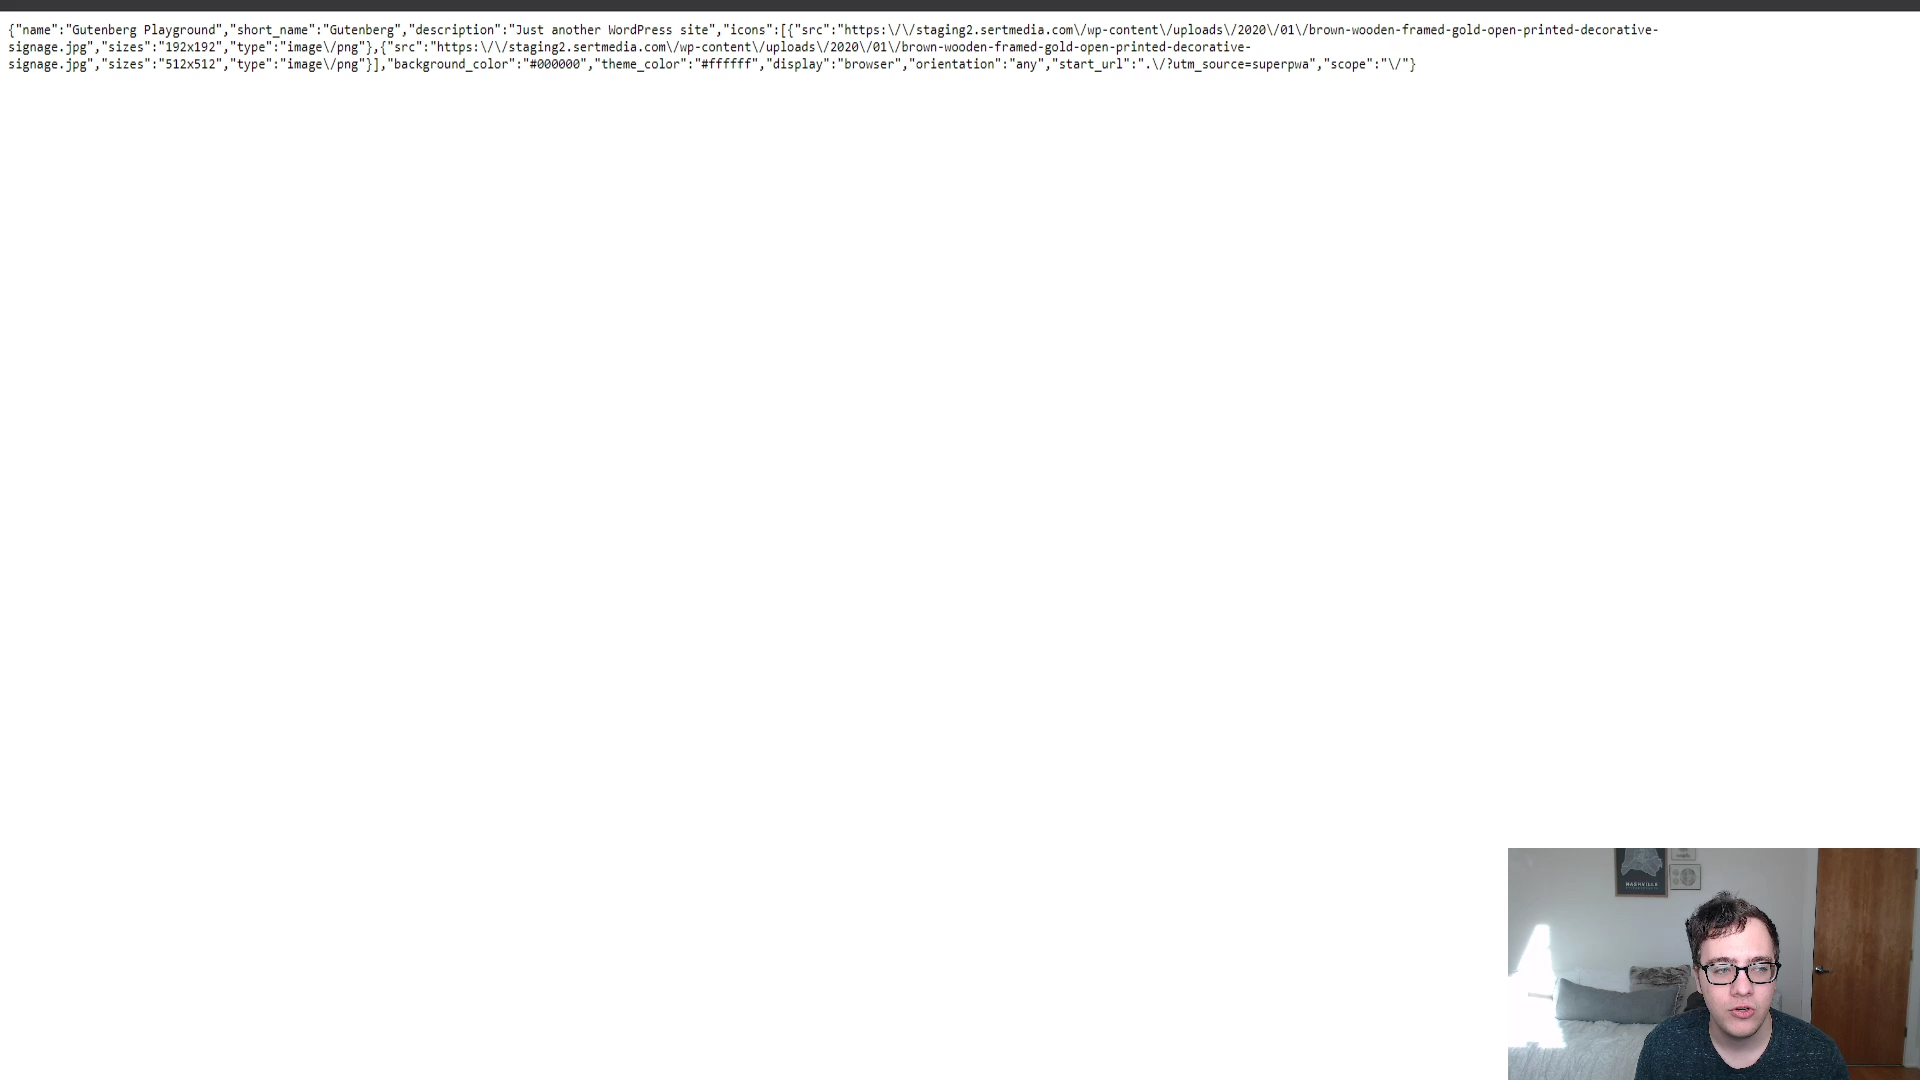 {"name":"Gutenberg Playground","short_name":"Gutenberg","description":"Just another WordPress site","icons":[{"src":"https:\/\/staging2.sertmedia.com\/wp-content\/uploads\/2020\/01\/brown-wooden-framed-gold-open-printed-decorative-
signage.jpg","sizes":"192x192","type":"image\/png"},{"src":"https:\/\/staging2.sertmedia.com\/wp-content\/uploads\/2020\/01\/brown-wooden-framed-gold-open-printed-decorative-
signage.jpg","sizes":"512x512","type":"image\/png"}],"background_color":"#000000","theme_color":"#ffffff","display":"browser","orientation":"any","start_url":".\/?utm_source=superpwa","scope":"\/"}
NASHVILLE